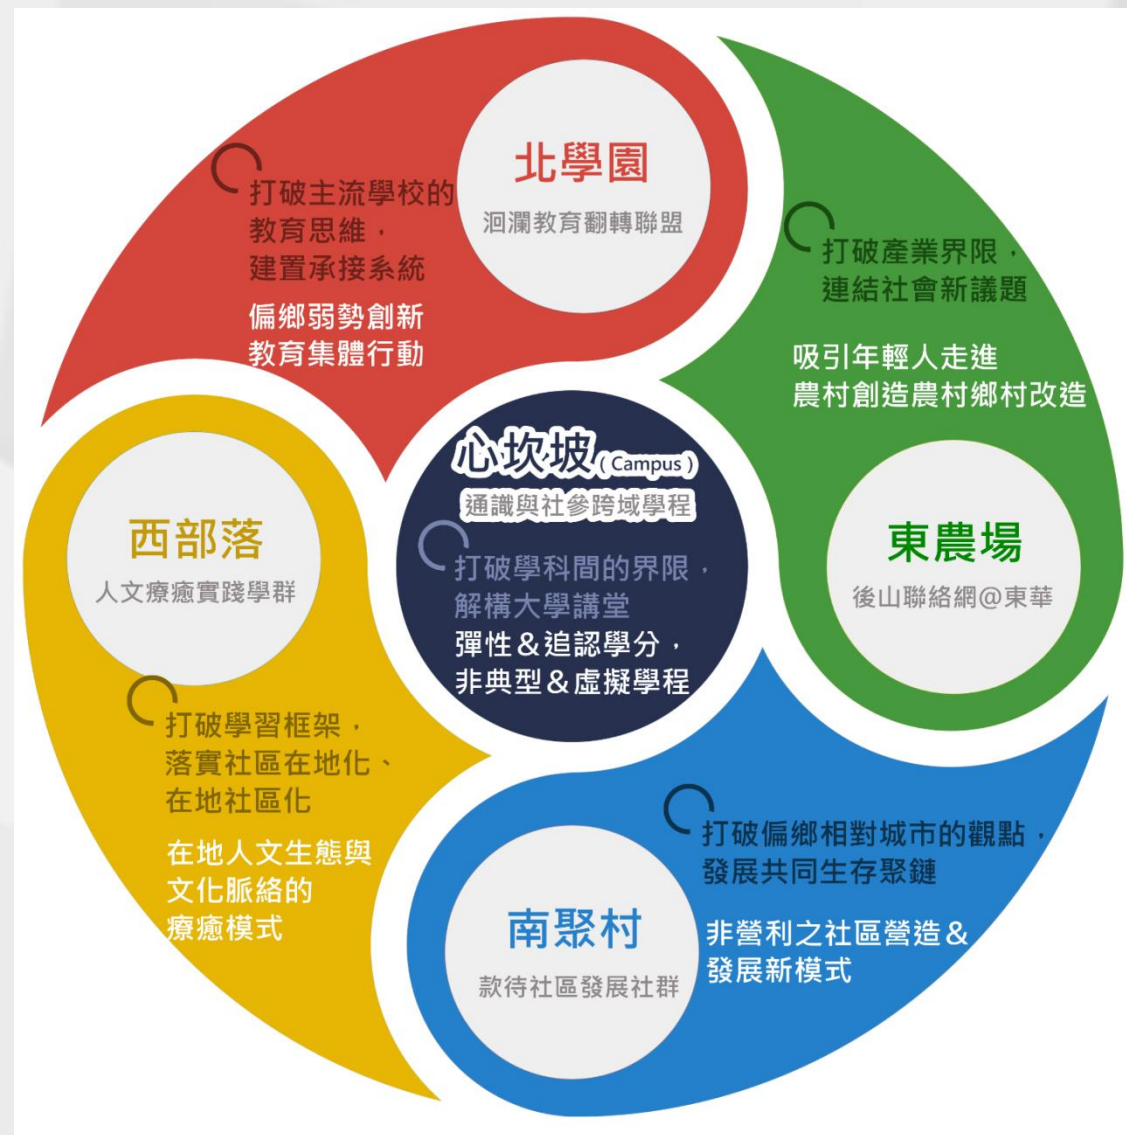 北學園
洄瀾教育翻轉聯盟
打破主流學校的
教育思維，
建置承接系統
偏鄉弱勢創新
教育集體行動
打破產業界限，
連結社會新議題
吸引年輕人走進
農村創造農村鄉村改造
東農場
後山聯絡網@東華
心坎坡(Campus)
通識與社參跨域學程
打破學科間的界限，
解構大學講堂
彈性&追認學分，
非典型&虛擬學程
西部落
人文療癒實踐學群
打破學習框架，
落實社區在地化、
在地社區化
在地人文生態與
文化脈絡的
療癒模式
南聚村
款待社區發展社群
打破偏鄉相對城市的觀點，
發展共同生存聚鏈
非營利之社區營造&
發展新模式